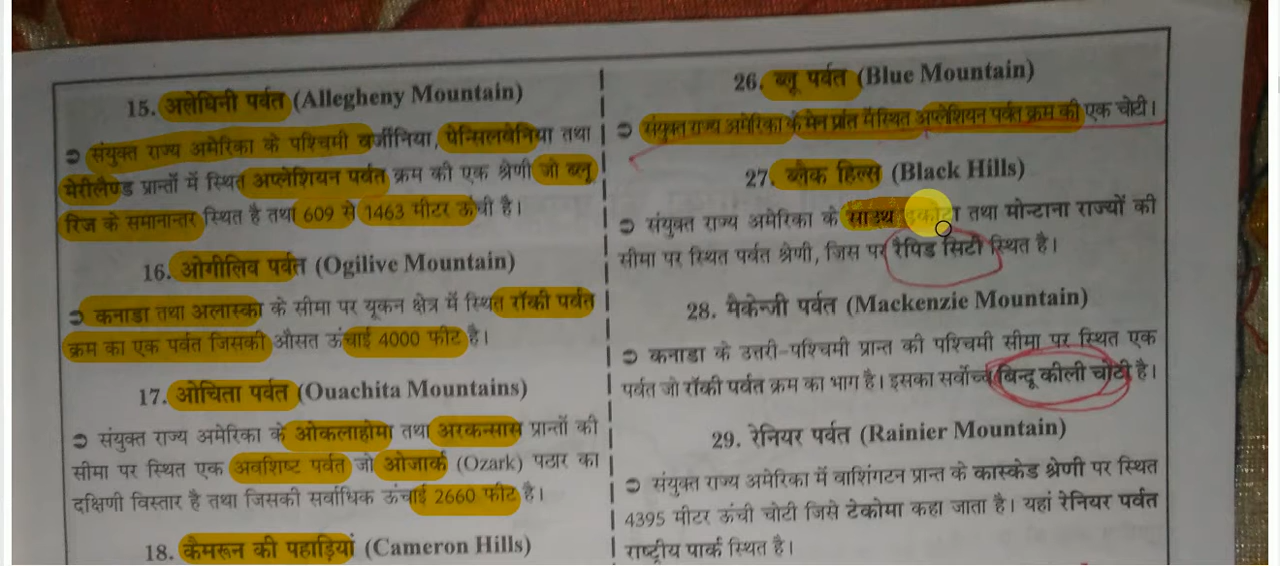 15. अलेघिनी पर्वत (Allegheny Mountain)
➲ संयुक्त राज्य अमेरिका के पश्चिमी वर्जीनिया, पेन्सिलवेनिया तथा
मेरीलैण्ड प्रान्तों में स्थित अप्लेशियन पर्वत क्रम की एक श्रेणी जो ब्लू
रिज के समानान्तर स्थित है तथा 609 से 1463 मीटर ऊंची है।
16. ओगीलिव पर्वत (Ogilive Mountain)
➲ कनाडा तथा अलास्का के सीमा पर यूकन क्षेत्र में स्थित रॉकी पर्वत
क्रम का एक पर्वत जिसकी औसत ऊंचाई 4000 फीट है।
17. ओचिता पर्वत (Ouachita Mountains)
➲ संयुक्त राज्य अमेरिका के ओकलाहोमा तथा अरकन्सास प्रान्तों की
सीमा पर स्थित एक अवशिष्ट पर्वत जो ओजार्क (Ozark) पठार का
दक्षिणी विस्तार है तथा जिसकी सर्वाधिक ऊंचाई 2660 फीट है।
18. कैमरून की पहाड़ियां (Cameron Hills)
26. ब्लू पर्वत (Blue Mountain)
➲ संयुक्त राज्य अमेरिका के मेन प्रांत में स्थित अप्लेशियन पर्वत क्रम की एक चोटी।
27. ब्लैक हिल्स (Black Hills)
➲ संयुक्त राज्य अमेरिका के साउथ डकोटा तथा मोन्टाना राज्यों की
सीमा पर स्थित पर्वत श्रेणी, जिस पर रैपिड सिटी स्थित है।
28. मैकेन्जी पर्वत (Mackenzie Mountain)
➲ कनाडा के उत्तरी-पश्चिमी प्रान्त की पश्चिमी सीमा पर स्थित एक
पर्वत जो रॉकी पर्वत क्रम का भाग है। इसका सर्वोच्च बिन्दू कीली चोटी है।
29. रेनियर पर्वत (Rainier Mountain)
➲ संयुक्त राज्य अमेरिका में वाशिंगटन प्रान्त के कास्केड श्रेणी पर स्थित
4395 मीटर ऊंची चोटी जिसे टेकोमा कहा जाता है। यहां रेनियर पर्वत
राष्ट्रीय पार्क स्थित है।